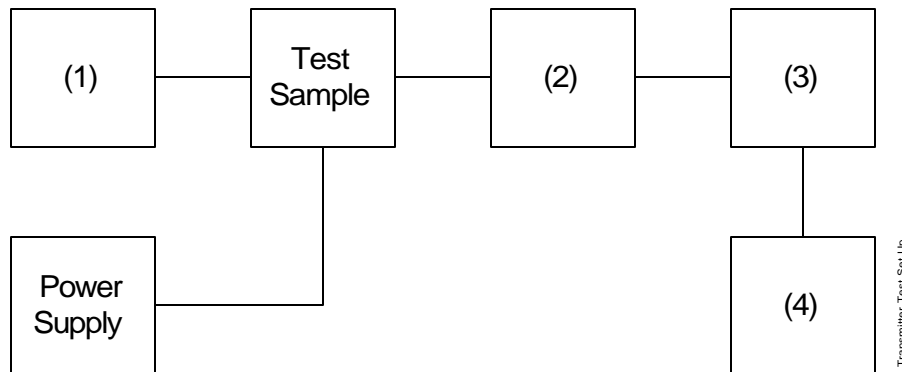 (1)
Test
Sample
(2)
(3)
Power
Supply
(4)
Transmitter Test Set Up